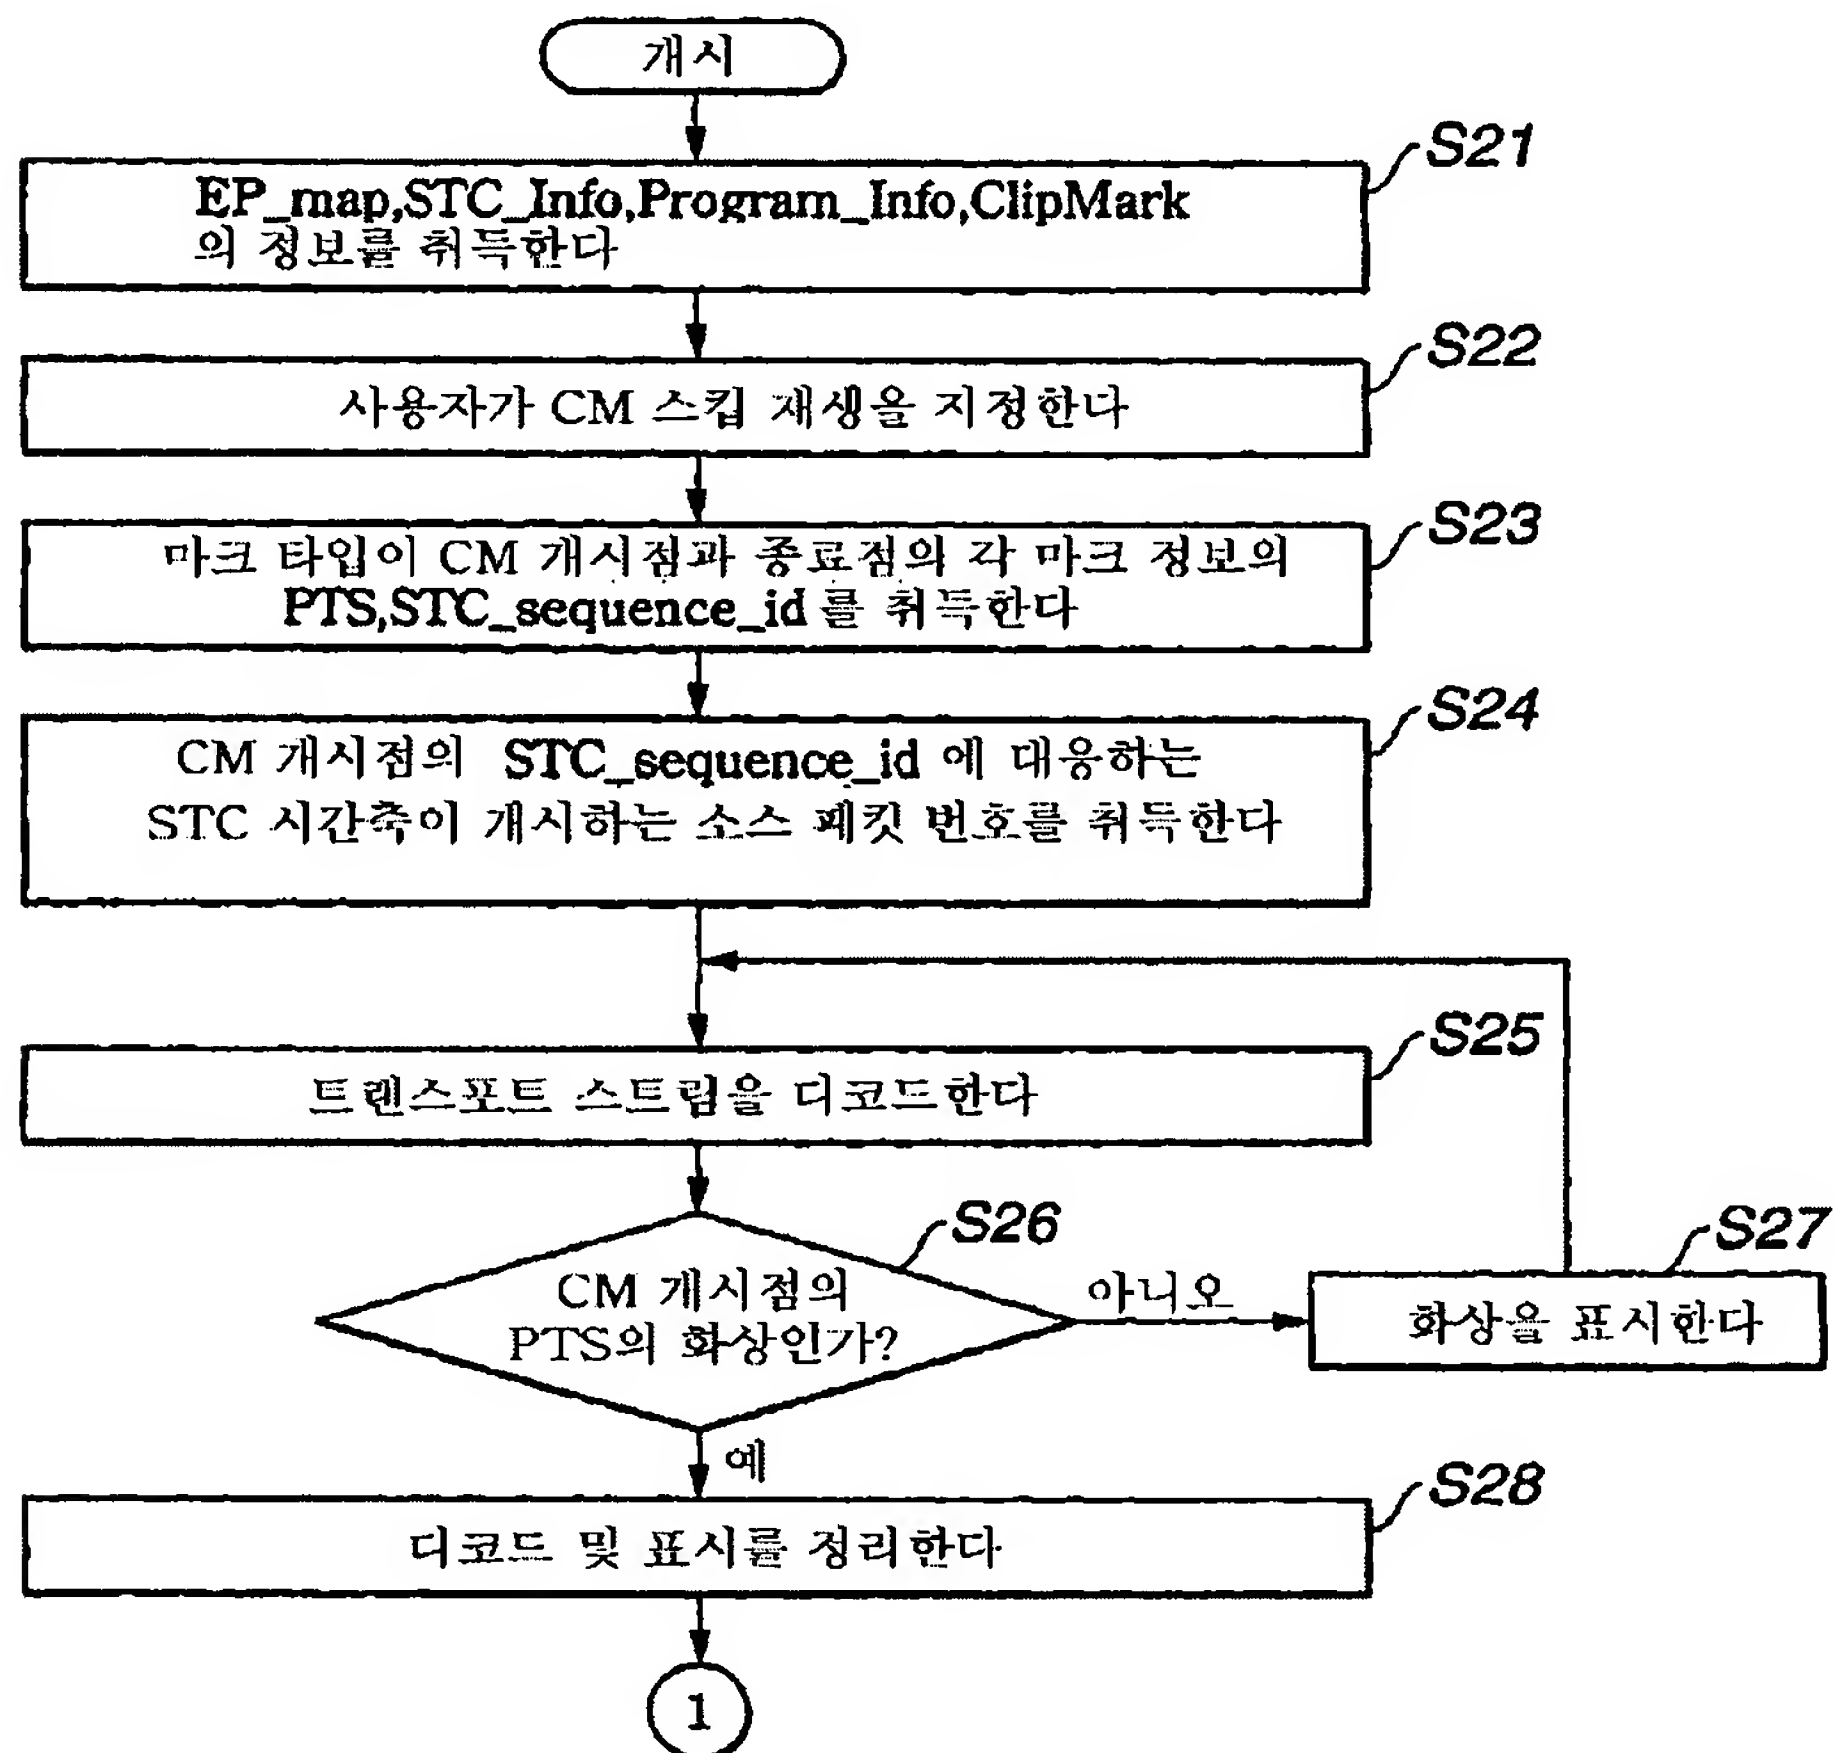 개시
S21
EP_map,STC_Info,Program_Info,ClipMark
의 정보를 취득한다
S22
사용자가 CM 스킵 재생을 지정한다
S23
마크 타입이 CM 개시점과 종료점의 각 마크 정보의
PTS,STC_sequence_id 를 취득한다
S24
CM 개시점의 STC_sequence_id 에 대응하는
STC 시간축이 개시하는 소스 패킷 번호를 취득한다
S25
트랜스포트 스트림을 디코드한다
S26
CM 개시점의
PTS의 화상인가?
아니오
S27
화상을 표시한다
예
S28
디코드 및 표시를 정리한다
1